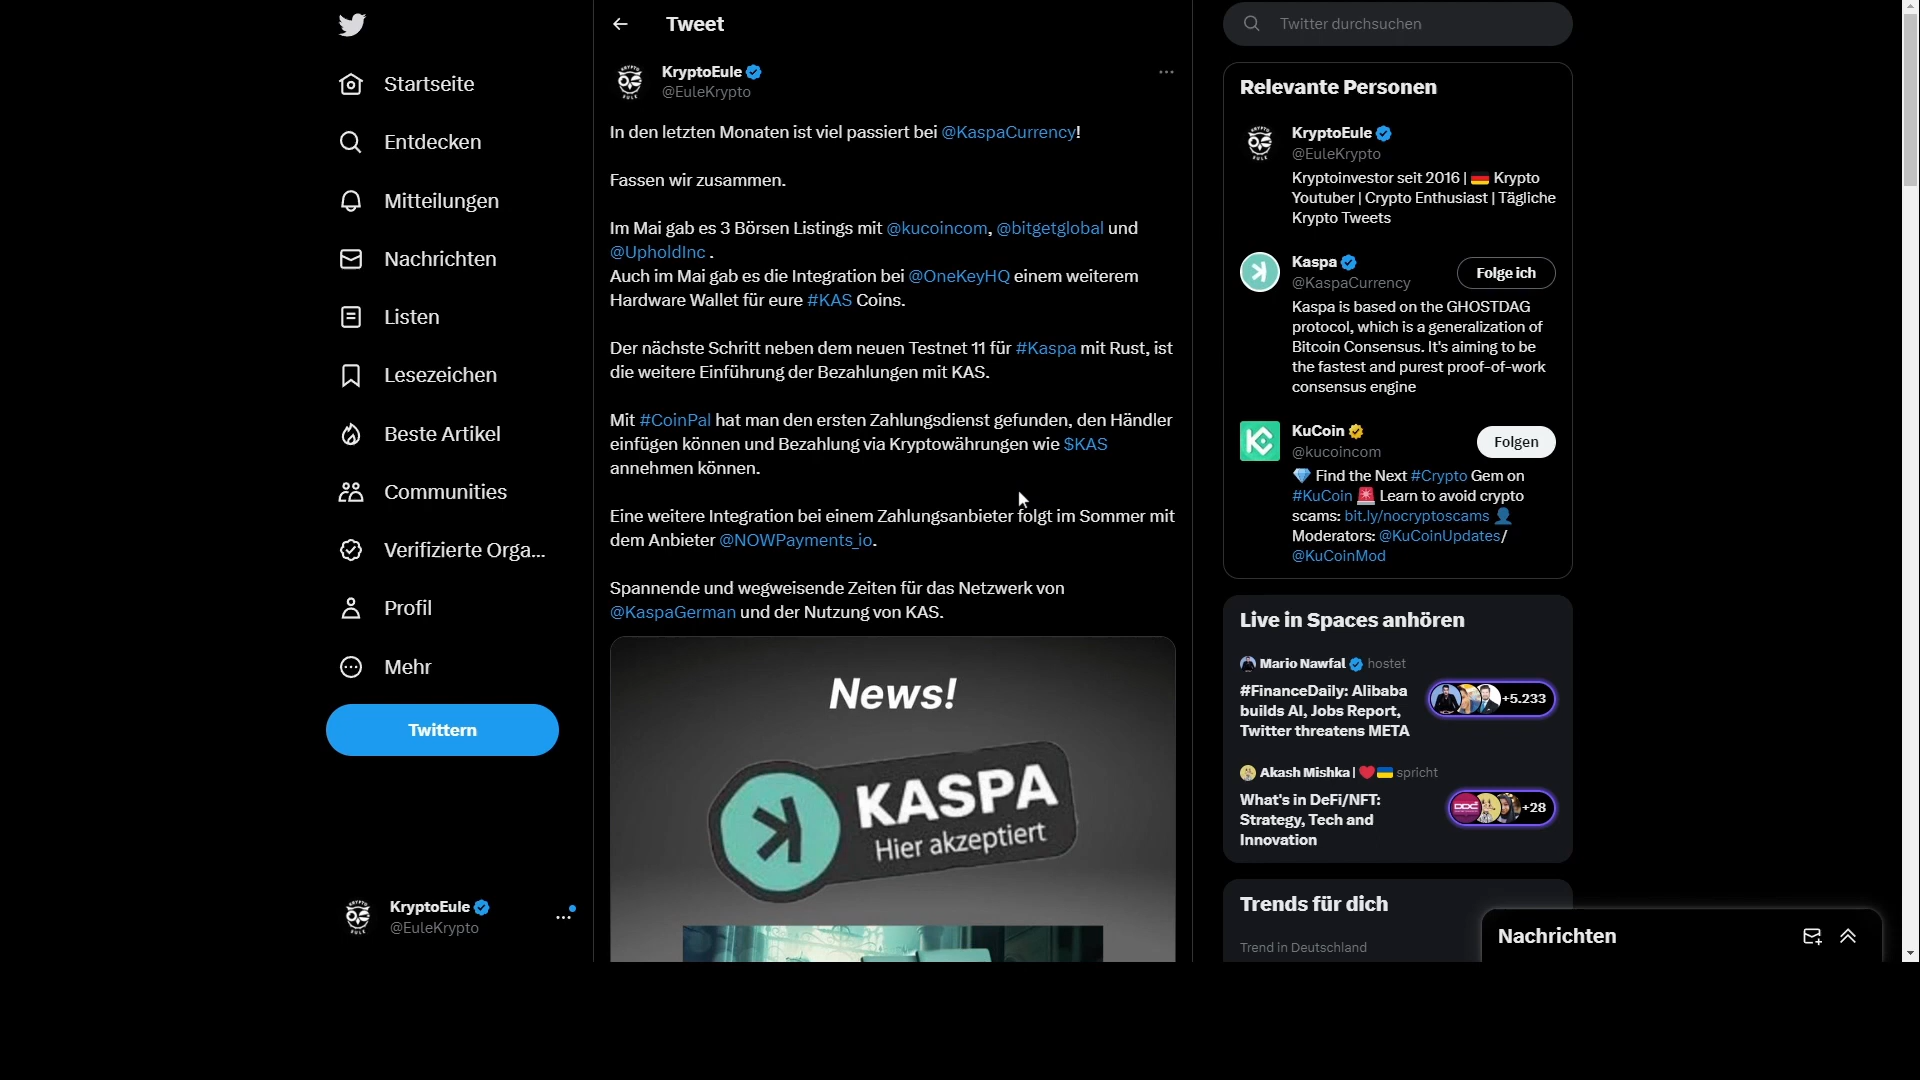 Startseite
Entdecken
Mitteilungen
Nachrichten
Listen
Lesezeichen
Beste Artikel
Communities
Verifizierte Orga...
Profil
Mehr
Twittern
KryptoEule
@EuleKrypto
Tweet
KryptoEule
@EuleKrypto
In den letzten Monaten ist viel passiert bei @KaspaCurrency!
Fassen wir zusammen.
Im Mai gab es 3 Börsen Listings mit @kucoincom, @bitgetglobal und
@UpholdInc .
Auch im Mai gab es die Integration bei @OneKeyHQ einem weiterem
Hardware Wallet für eure #KAS Coins.
Der nächste Schritt neben dem neuen Testnet 11 für #Kaspa mit Rust, ist
die weitere Einführung der Bezahlungen mit KAS.
Mit #CoinPal hat man den ersten Zahlungsdienst gefunden, den Händler
einfügen können und Bezahlung via Kryptowährungen wie $KAS
annehmen können.
Eine weitere Integration bei einem Zahlungsanbieter folgt im Sommer mit
dem Anbieter @NOWPayments_io.
Spannende und wegweisende Zeiten für das Netzwerk von
@KaspaGerman und der Nutzung von KAS.
News!
KASPA
Hier akzeptiert
Twitter durchsuchen
Relevante Personen
KryptoEule
@EuleKrypto
Kryptoinvestor seit 2016 | 🇩🇪 Krypto
Youtuber | Crypto Enthusiast | Tägliche
Krypto Tweets
Kaspa
@KaspaCurrency
Folge ich
Kaspa is based on the GHOSTDAG
protocol, which is a generalization of
Bitcoin Consensus. It's aiming to be
the fastest and purest proof-of-work
consensus engine
KuCoin
@kucoincom
Folgen
💎 Find the Next #Crypto Gem on
#KuCoin 🚨 Learn to avoid crypto
scams: bit.ly/nocryptoscams 👤
Moderators: @KuCoinUpdates/
@KuCoinMod
Live in Spaces anhören
Mario Nawfal hostet
#FinanceDaily: Alibaba
builds AI, Jobs Report,
Twitter threatens META
+5.233
Akash Mishka | ❤️🇺🇦 spricht
What's in DeFi/NFT:
Strategy, Tech and
Innovation
+28
Trends für dich
Trend in Deutschland
Nachrichten